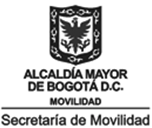 ALCALDÍA MAYOR
DE BOGOTÁ D.C.
MOVILIDAD
Secretaría de Movilidad